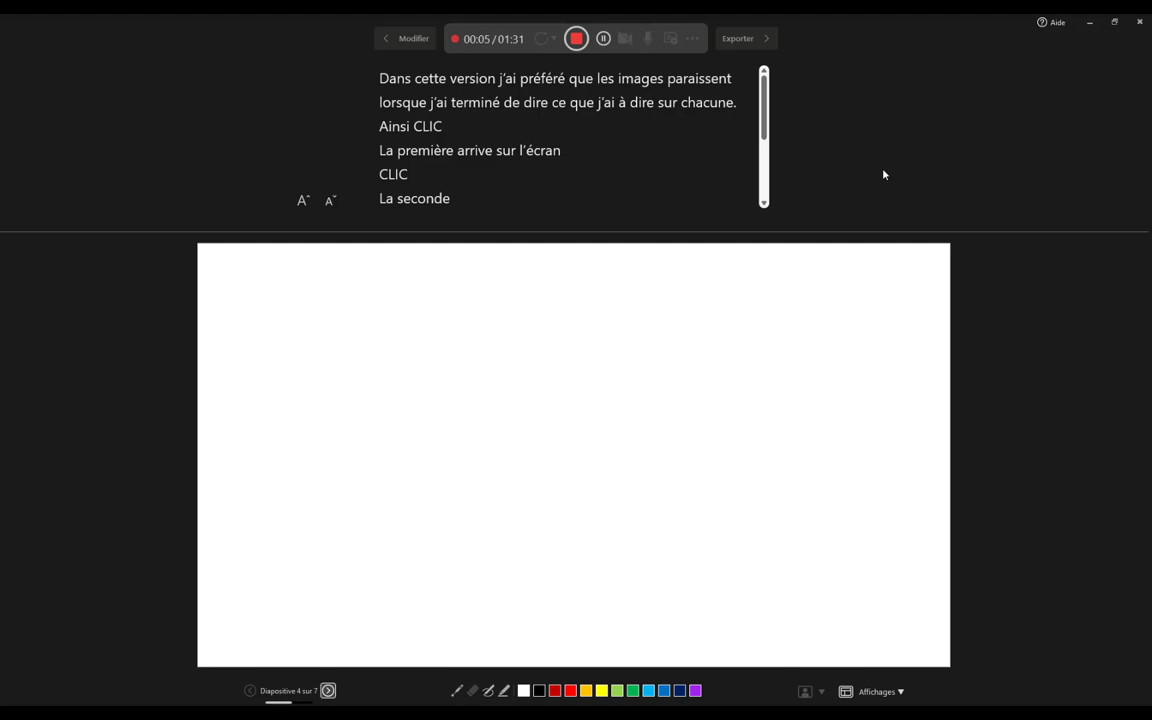 Aide
Modifier
00:05 / 01:31
Exporter
Dans cette version j'ai préféré que les images paraissent
lorsque j'ai terminé de dire ce que j'ai à dire sur chacune.
Ainsi CLIC
La première arrive sur l'écran
CLIC
La seconde
A A
Diapositive 4 sur 7
Affichages